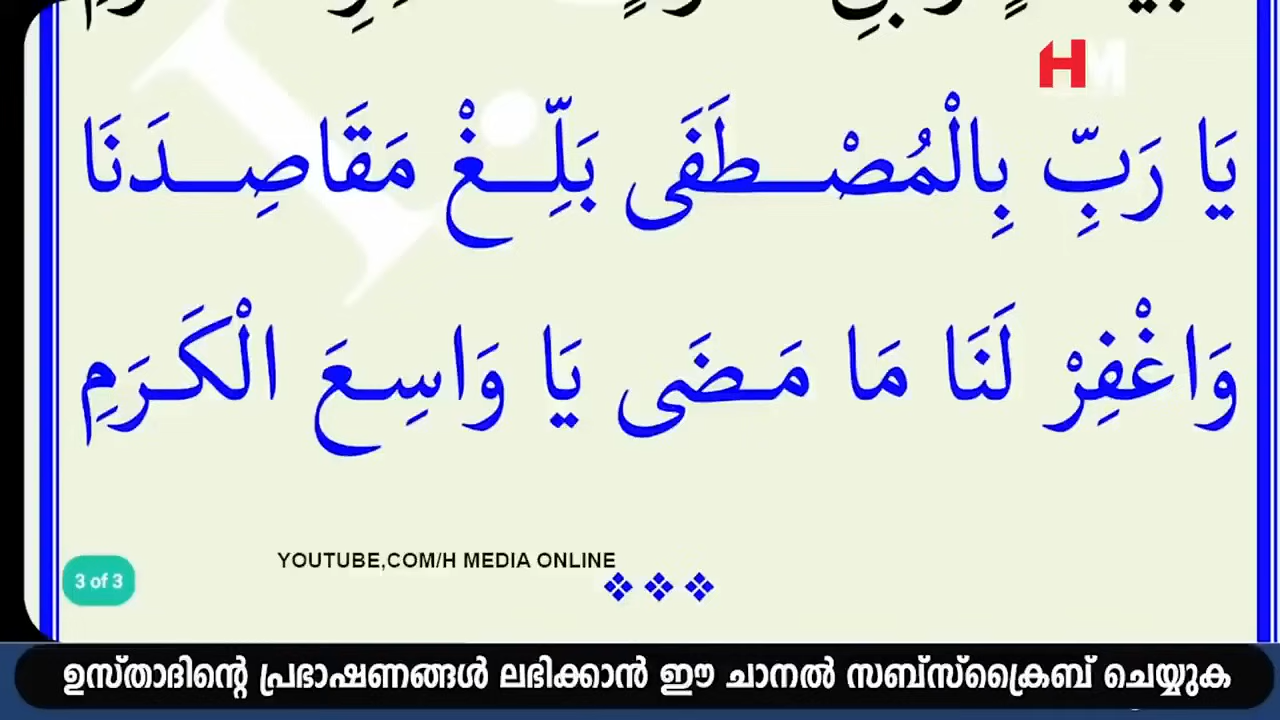 HM
يَا رَبِّ بِالْمُصْطَفَى بَلِّغْ مَقَاصِدَنَا
وَاغْفِرْ لَنَا مَا مَضَى يَا وَاسِعَ الْكَرَمِ
YOUTUBE,COM/H MEDIA ONLINE
3 of 3
ഉസ്താദിന്റെ പ്രഭാഷണങ്ങൾ ലഭിക്കാൻ ഈ ചാനൽ സബ്സ്ക്രൈബ് ചെയ്യുക